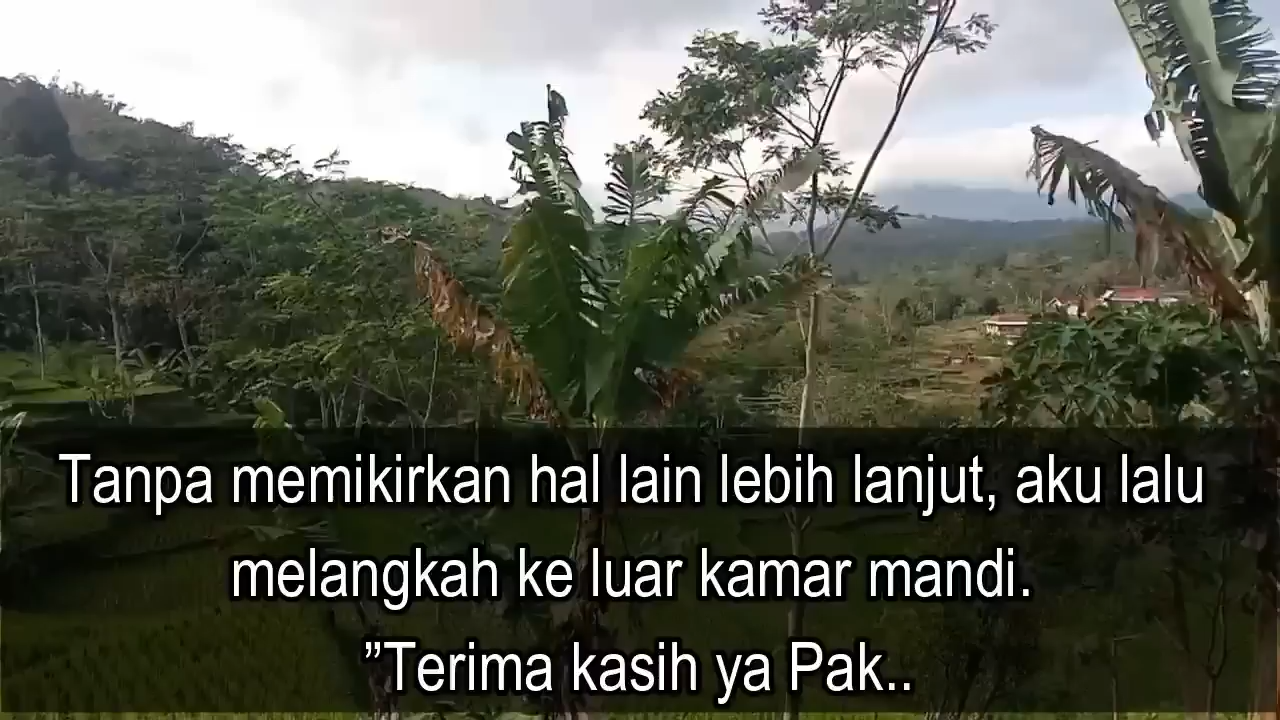 Tanpa memikirkan hal lain lebih lanjut, aku lalu
melangkah ke luar kamar mandi.
”Terima kasih ya Pak..